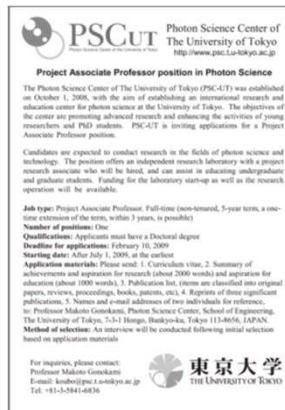 PSCUT
Photon Science Center of the University of Tokyo
Photon Science Center of
The University of Tokyo
http://www.psc.t.u-tokyo.ac.jp
Project Associate Professor position in Photon Science
The Photon Science Center of The University of Tokyo (PSC-UT) was established
on October 1, 2008, with the aim of establishing an international research and
education center for photon science at the University of Tokyo. The objectives of
the center are promoting advanced research and enhancing the activities of young
researchers and PhD students. PSC-UT is inviting applications for a Project
Associate Professor position.
Candidates are expected to conduct research in the fields of photon science and
technology. The position offers an independent research laboratory with a project
research associate who will be hired, and can assist in educating undergraduate
and graduate students. Funding for the laboratory start-up as well as the research
operation will be available.
Job type: Project Associate Professor. Full-time (non-tenured, 5-year term, a one-
time extension of the term, within 3 years, is possible)
Number of positions: One
Qualifications: Applicants must have a Doctoral degree
Deadline for applications: February 10, 2009
Starting date: After July 1, 2009, at the earliest
Application materials: Please send: 1. Curriculum vitae, 2. Summary of
achievements and aspiration for research (about 2000 words) and aspiration for
education (about 1000 words), 3. Publication list, (items are classified into original
papers, reviews, proceedings, books, patents, etc), 4. Reprints of three significant
publications, 5. Names and e-mail addresses of two individuals for reference,
to: Professor Makoto Gonokami, Photon Science Center, School of Engineering,
The University of Tokyo, 7-3-1 Hongo, Bunkyo-ku, Tokyo 113-8656, JAPAN.
Method of selection: An interview will be conducted following initial selection
based on application materials
For inquiries, please contact:
Professor Makoto Gonokami
E-mail: koubo@psc.t.u-tokyo.ac.jp
Tel: +81-3-5841-6836
東京大学
THE UNIVERSITY OF TOKYO